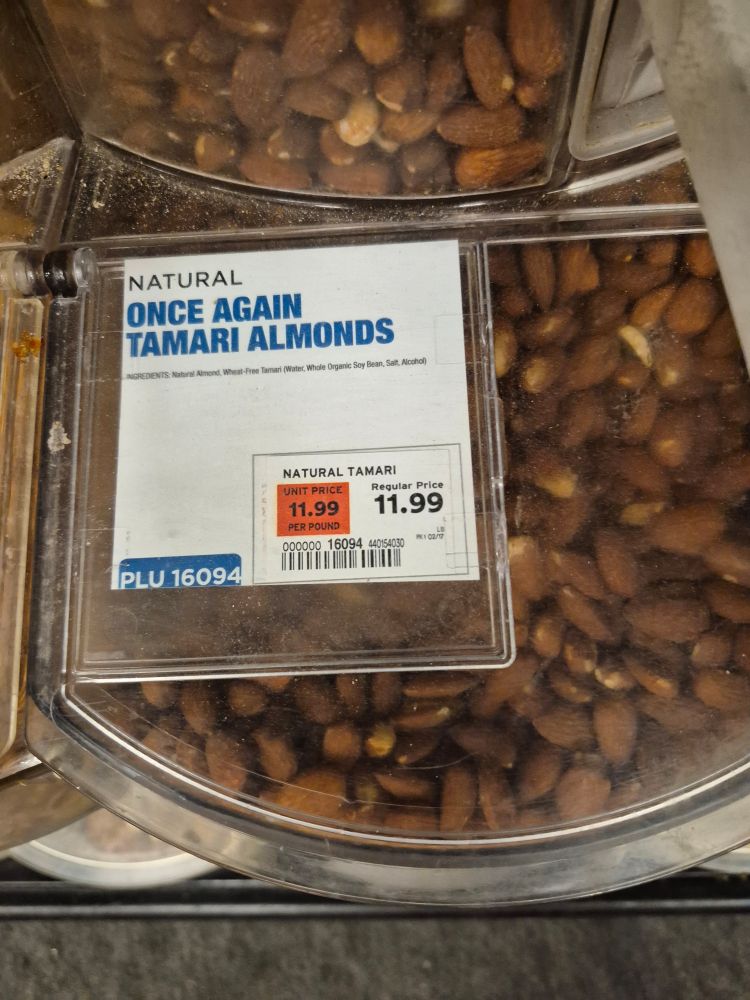 NATURAL
ONCE AGAIN
TAMARI ALMONDS
INGREDIENTS: Natural Almond, Wheat-Free Tamari (Water, Whole Organic Soy Bean, Salt, Alcohol)
NATURAL TAMARI
UNIT PRICE
11.99
PER POUND
Regular Price
11.99
LB
000000 16094 440154030
PLU 16094